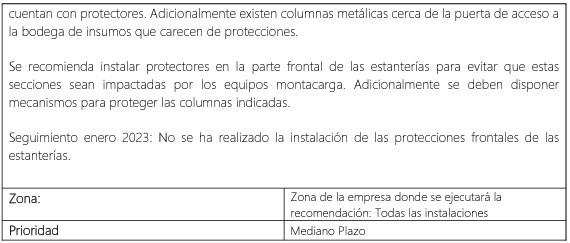 cuentan con protectores. Adicionalmente existen columnas metálicas cerca de la puerta de acceso a
la bodega de insumos que carecen de protecciones.
Se recomienda instalar protectores en la parte frontal de las estanterías para evitar que estas
secciones sean impactadas por los equipos montacarga. Adicionalmente se deben disponer
mecanismos para proteger las columnas indicadas.
Seguimiento enero 2023: No se ha realizado la instalación de las protecciones frontales de las
estanterías.
Zona:
Zona de la empresa donde se ejecutará la
recomendación: Todas las instalaciones
Prioridad
Mediano Plazo